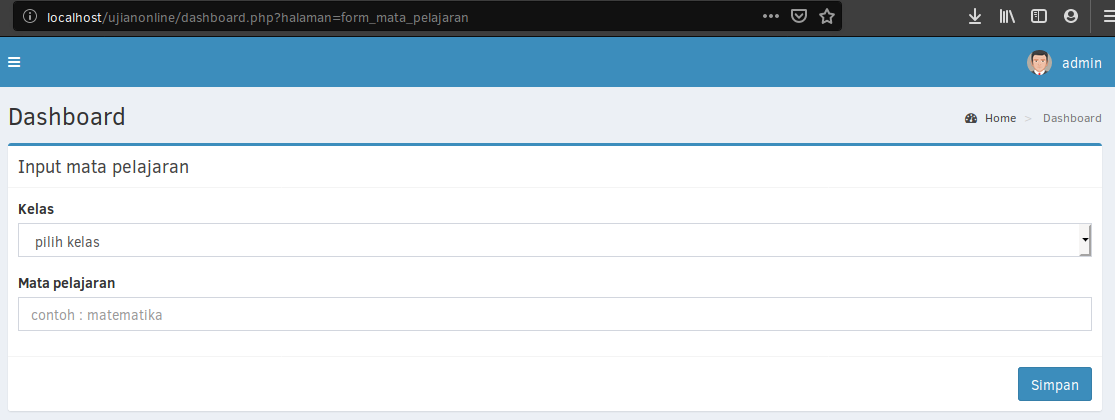 localhost/ujianonline/dashboard.php?halaman=form_mata_pelajaran
admin
Dashboard
Home > Dashboard
Input mata pelajaran
Kelas
pilih kelas
Mata pelajaran
contoh : matematika
Simpan